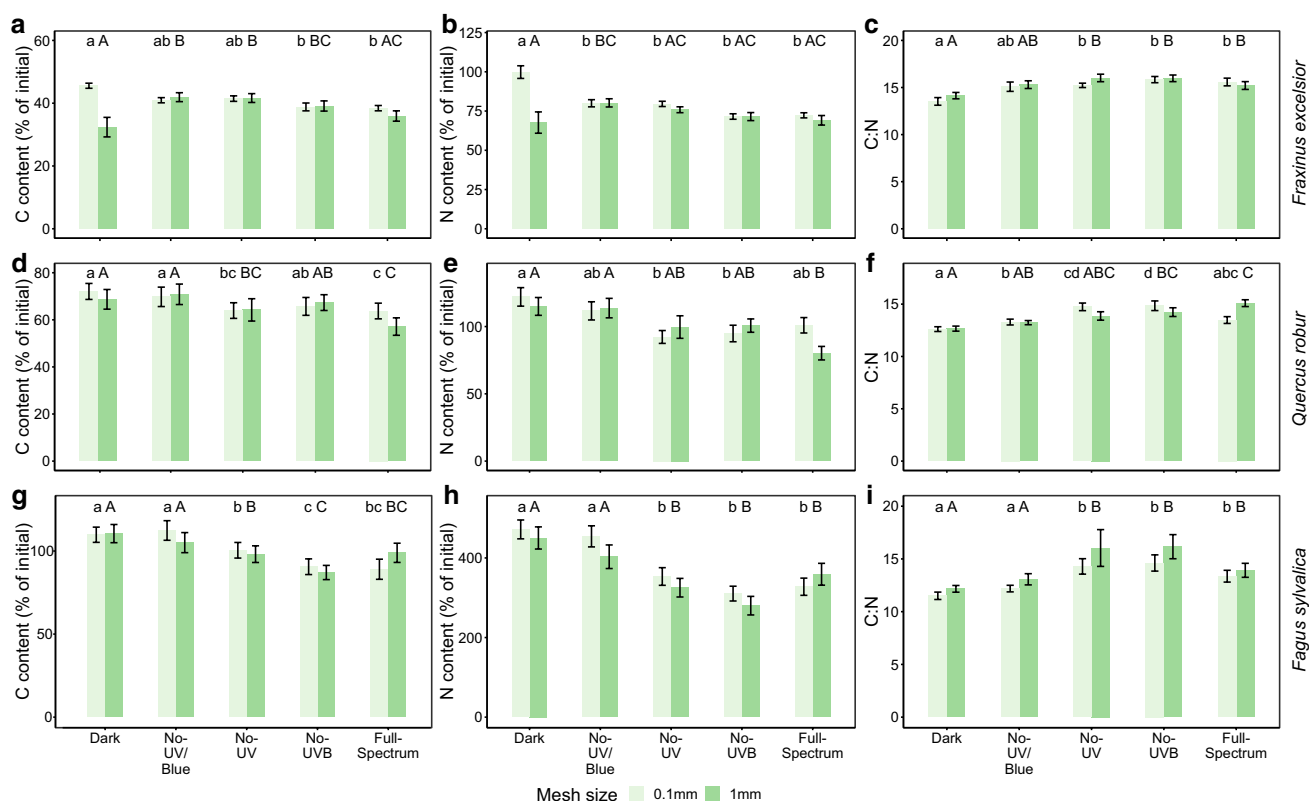 a
C content (% of initial)
60
40
20
0
a A ab B ab B b BC b AC
b
N content (% of initial)
125
100
75
50
25
0
a A b BC b AC b AC b AC
c
C:N
20
15
10
5
0
a A ab AB b B b B b B
Fraxinus excelsior
d
C content (% of initial)
80
60
40
20
0
a A a A bc BC ab AB c C
e
N content (% of initial)
100
50
0
a A ab A b AB b AB ab B
f
C:N
15
10
5
0
a A b AB cd ABC d BC abc C
Quercus robur
g
C content (% of initial)
100
50
0
a A a A b B c C bc BC
Dark No-UV/Blue No-UV No-UVB Full-Spectrum
h
N content (% of initial)
400
200
0
a A a A b B b B b B
Dark No-UV/Blue No-UV No-UVB Full-Spectrum
i
C:N
20
15
10
5
0
a A a A b B b B b B
Dark No-UV/Blue No-UV No-UVB Full-Spectrum
Fagus sylvalica
Mesh size 0.1mm 1mm